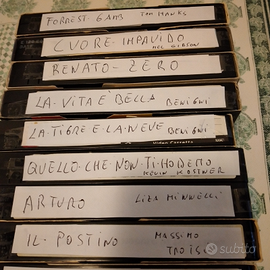 FORREST GAMP TOM HANKS
CUORE IMPAVIDO
MEL GIBSON
RENATO-ZERO
LA-VITA È BELLA BENIGNI
LA-TIGRE-E-LA-NEVE BENIGNI
QUELLO-CHE-NON-TI-HO DETTO
KEVIN KOSTNER
ARTURO LIZA MINNELLI
IL-POSTINO MASSIMO
TROISI
subito